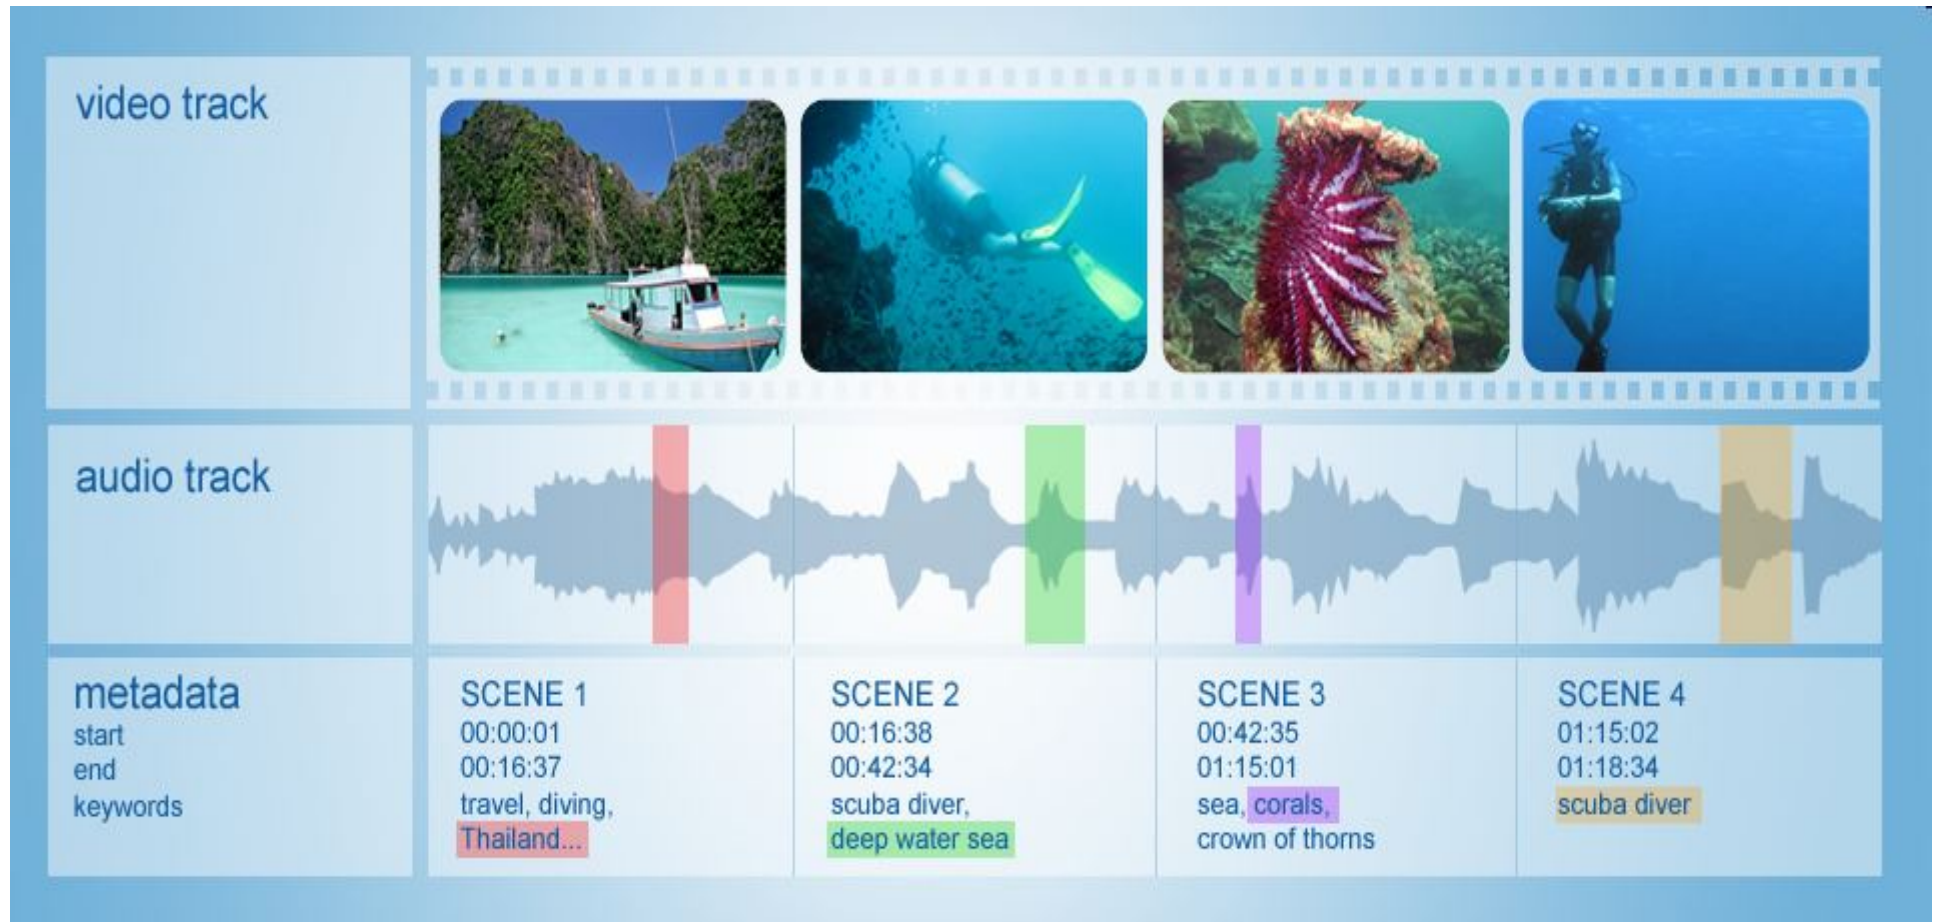 video track
audio track
metadata
start
end
keywords
SCENE 1
00:00:01
00:16:37
travel, diving,
Thailand...
SCENE 2
00:16:38
00:42:34
scuba diver,
deep water sea
SCENE 3
00:42:35
01:15:01
sea, corals,
crown of thorns
SCENE 4
01:15:02
01:18:34
scuba diver